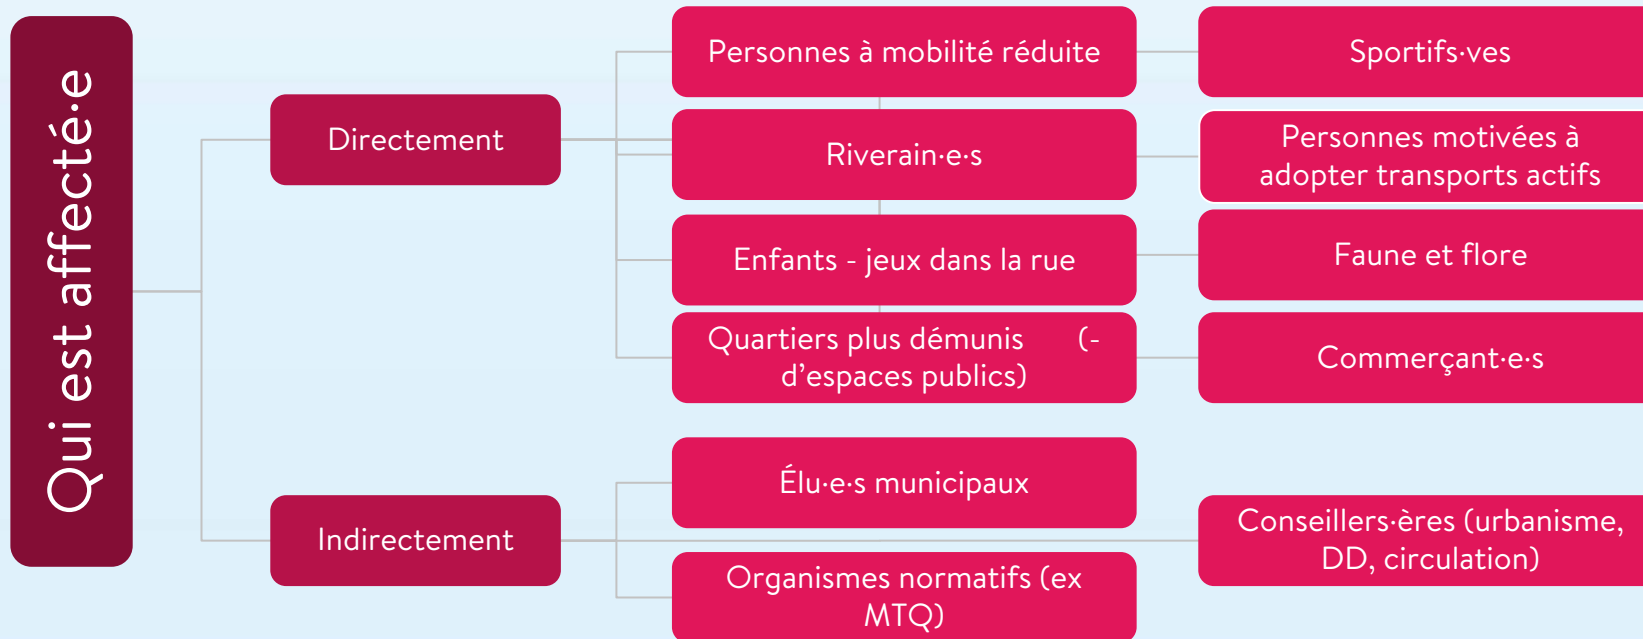 Qui est affecté·e
Directement
Personnes à mobilité réduite
Sportifs·ves
Riverain·e·s
Personnes motivées à
adopter transports actifs
Enfants - jeux dans la rue
Faune et flore
Quartiers plus démunis (-
d'espaces publics)
Commerçant·e·s
Indirectement
Élu·e·s municipaux
Conseillers·ères (urbanisme,
DD, circulation)
Organismes normatifs (ex
MTQ)